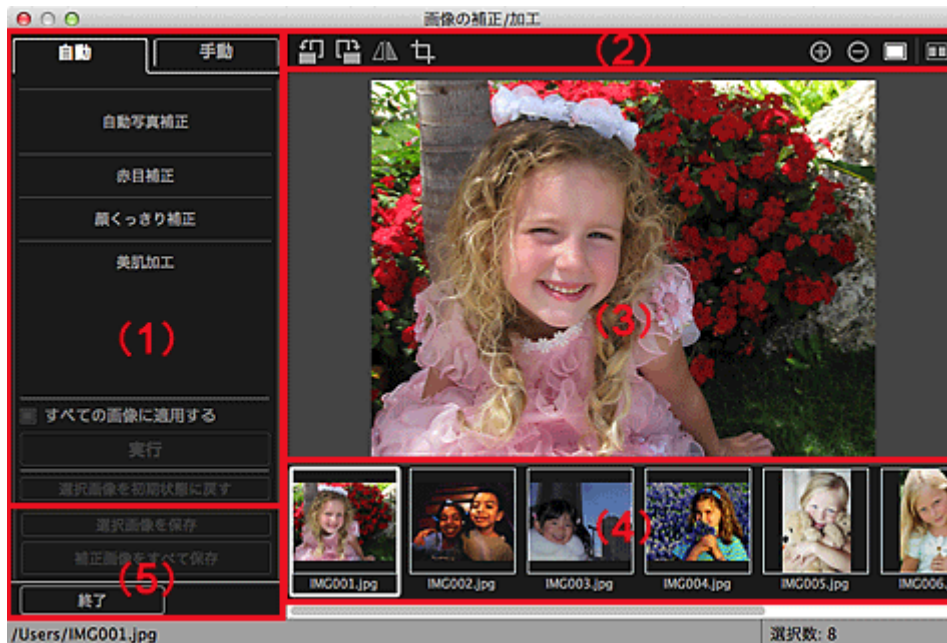 画像の補正/加工
自動
手動
(2)
自動写真補正
赤目補正
顔くっきり補正
美肌加工
(1)
(3)
すべての画像に適用する
実行
選択画像を初期状態に戻す
(4)
IMG001.jpg
IMG002.jpg
IMG003.jpg
IMG004.jpg
IMG005.jpg
IMG006.
選択画像を保存
補正画像をすべて保存
(5)
終了
/Users/IMG001.jpg
選択数: 8